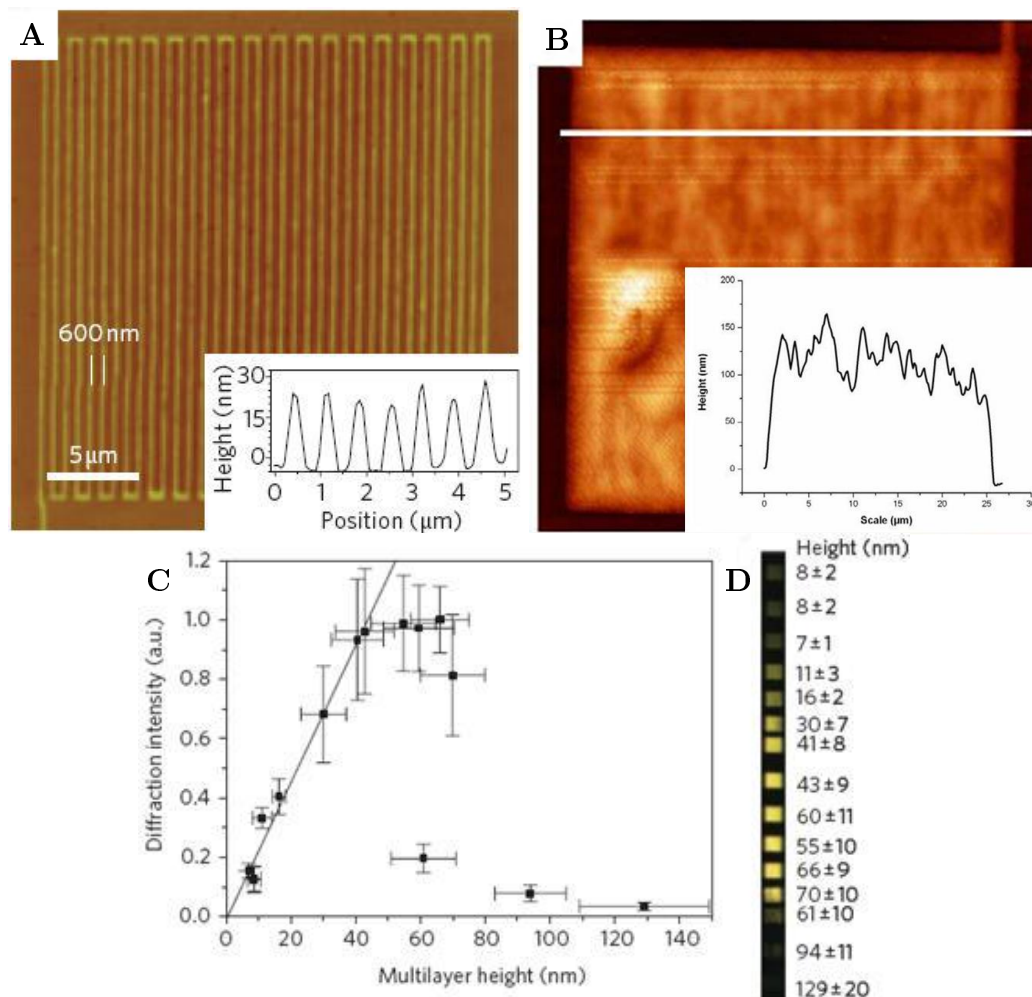 A
600 nm
5 µm
Height (nm)
30
15
0
0 1 2 3 4 5
Position (µm)
B
Height (nm)
200
150
100
50
0
0 5 10 15 20 25
Scale (µm)
C
Diffraction intensity (a.u.)
1.2
1.0
0.8
0.6
0.4
0.2
0.0
0 20 40 60 80 100 120 140
Multilayer height (nm)
D
Height (nm)
8±2
8±2
7±1
11±3
16±2
30±7
41±8
43±9
60±11
55±10
66±9
70±10
61±10
94±11
129±20